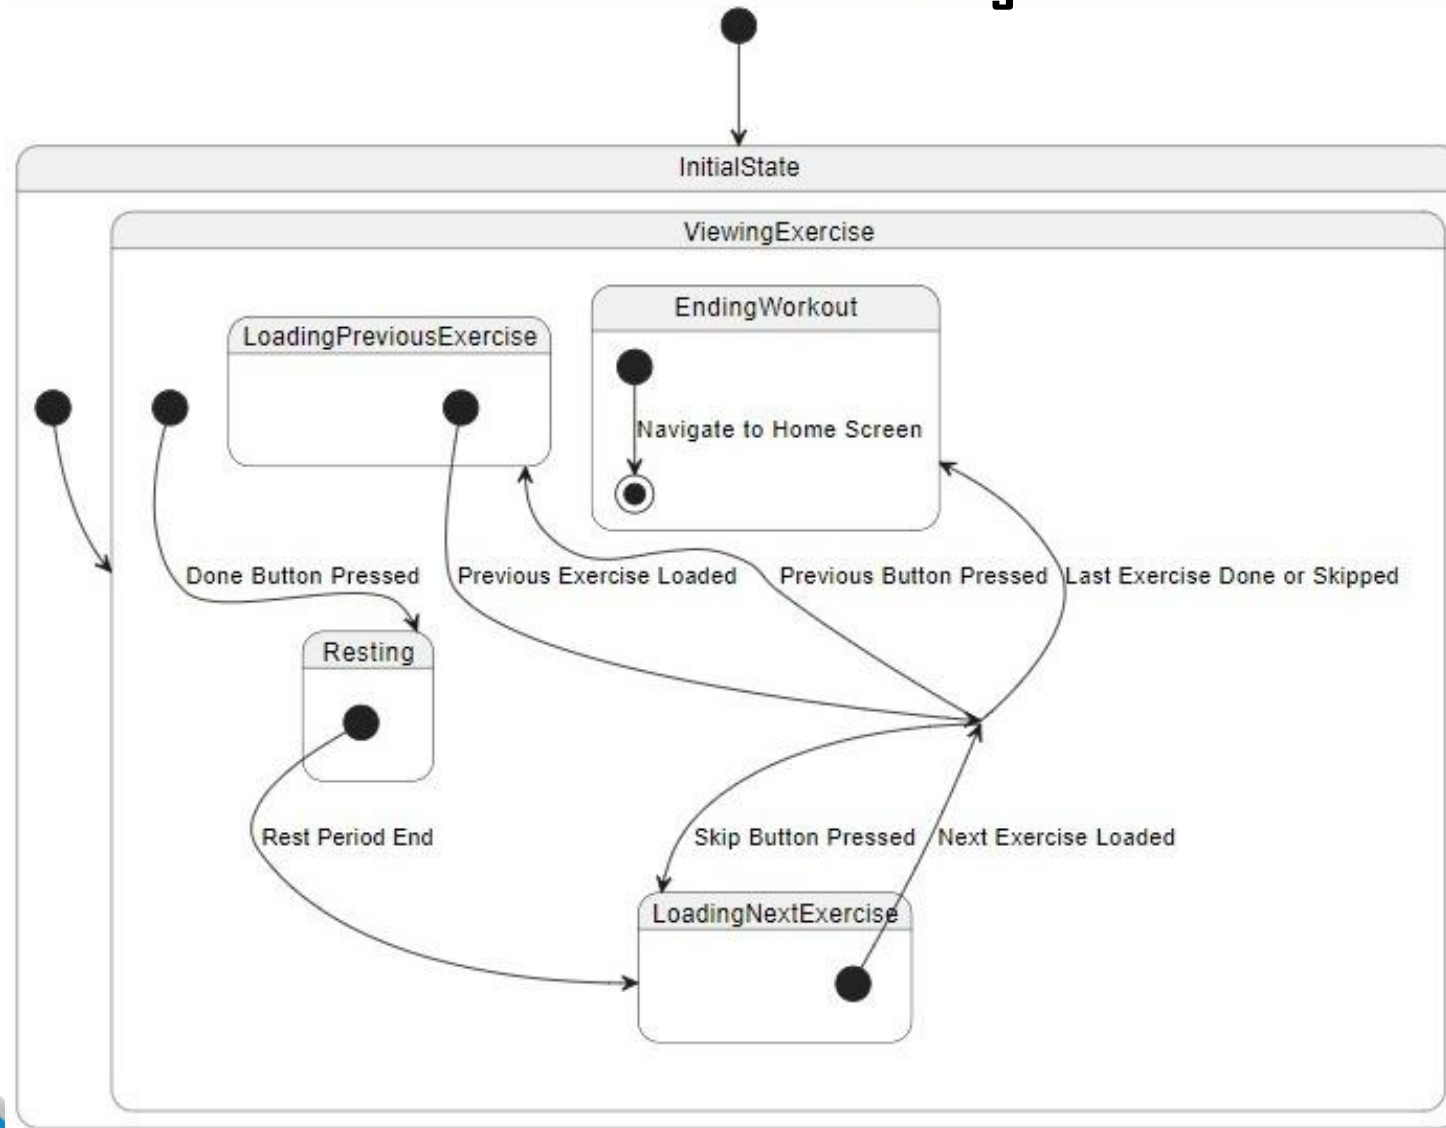 InitialState
ViewingExercise
EndingWorkout
LoadingPreviousExercise
Navigate to Home Screen
Done Button Pressed
Previous Exercise Loaded
Previous Button Pressed
Last Exercise Done or Skipped
Resting
Rest Period End
Skip Button Pressed
Next Exercise Loaded
LoadingNextExercise